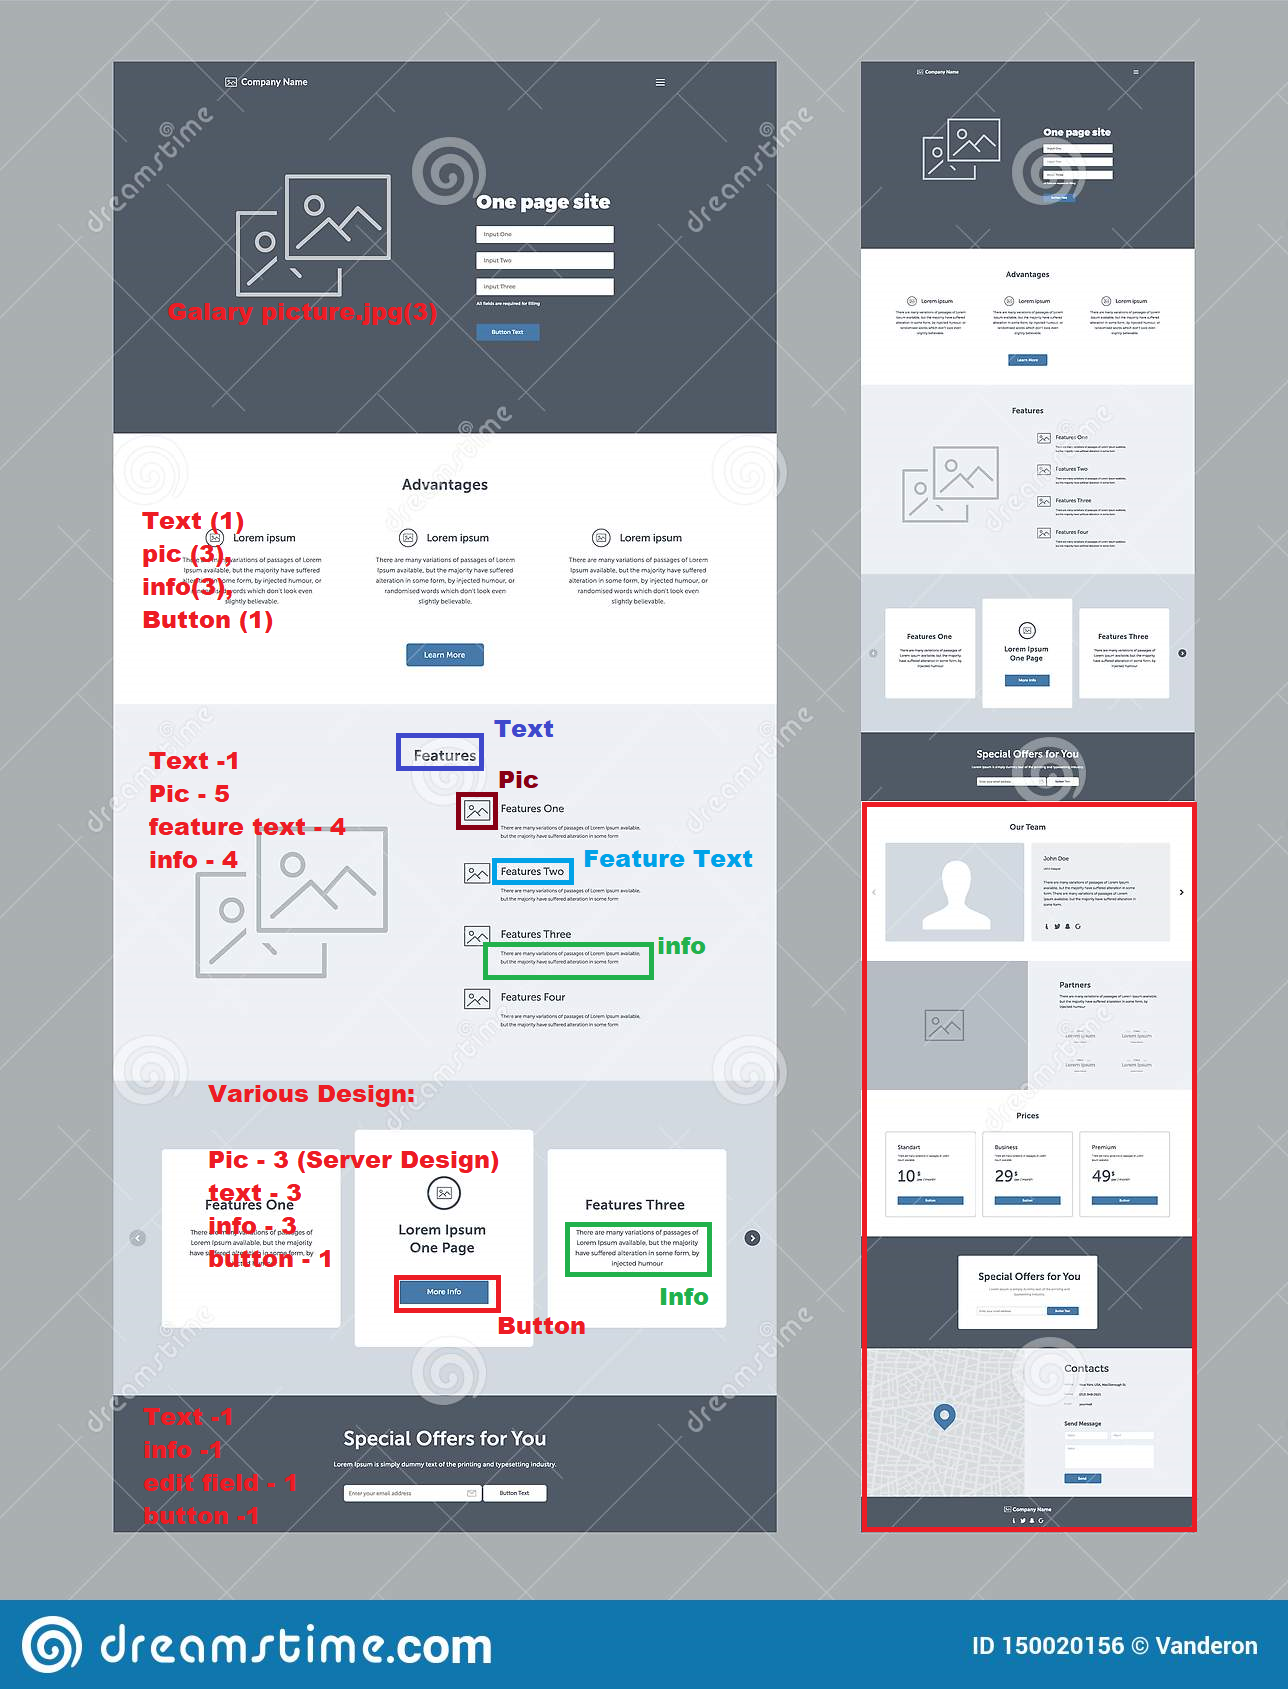 Company Name
One page site
Input One
Input Two
Input Three
All fields are required for filling
Button Text
Galary picture.jpg(3)
Advantages
Text (1)
pic (3),
info(3),
Button (1)
Lorem ipsum
There are many variations of passages of Lorem
Ipsum available, but the majority have suffered
alteration in some form, by injected humour, or
randomised words which don't look even
slightly believable.
Lorem ipsum
There are many variations of passages of Lorem
Ipsum available, but the majority have suffered
alteration in some form, by injected humour, or
randomised words which don't look even
slightly believable.
Lorem ipsum
There are many variations of passages of Lorem
Ipsum available, but the majority have suffered
alteration in some form, by injected humour, or
randomised words which don't look even
slightly believable.
Learn More
Text -1
Pic - 5
feature text - 4
info - 4
Features
Text
Pic
Features One
There are many variations of passages of Lorem Ipsum available,
but the majority have suffered alteration in some form
Feature Text
Features Two
There are many variations of passages of Lorem Ipsum available,
but the majority have suffered alteration in some form
Features Three
info
There are many variations of passages of Lorem Ipsum available,
but the majority have suffered alteration in some form
Features Four
There are many variations of passages of Lorem Ipsum available,
but the majority have suffered alteration in some form
Various Design:
Pic - 3 (Server Design)
text - 3
info - 3
button - 1
Features One
There are many variations of passages of
Lorem Ipsum available, but the majority
have suffered alteration in some form, by
Lorem Ipsum
One Page
More Info
Button
Features Three
There are many variations of passages of
Lorem Ipsum available, but the majority
have suffered alteration in some form, by
injected humour
Info
Text -1
info -1
edit field - 1
button -1
Special Offers for You
Lorem Ipsum is simply dummy text of the printing and typesetting industry.
Enter your email address
Button Text
Company Name
One page site
Input One
Advantages
Lorem ipsum
Lorem ipsum
Lorem ipsum
Learn More
Features
Features One
Features Two
Features Three
Features Four
Features One
Lorem Ipsum
One Page
More Info
Features Three
Special Offers for You
Our Team
John Doe
Partners
Prices
Standart
10$
Business
29$
Premium
49$
Button
Button
Button
Special Offers for You
Contacts
Send Message
Send
Company Name
dreamstime
dreamstime.com
ID 150020156 © Vanderon